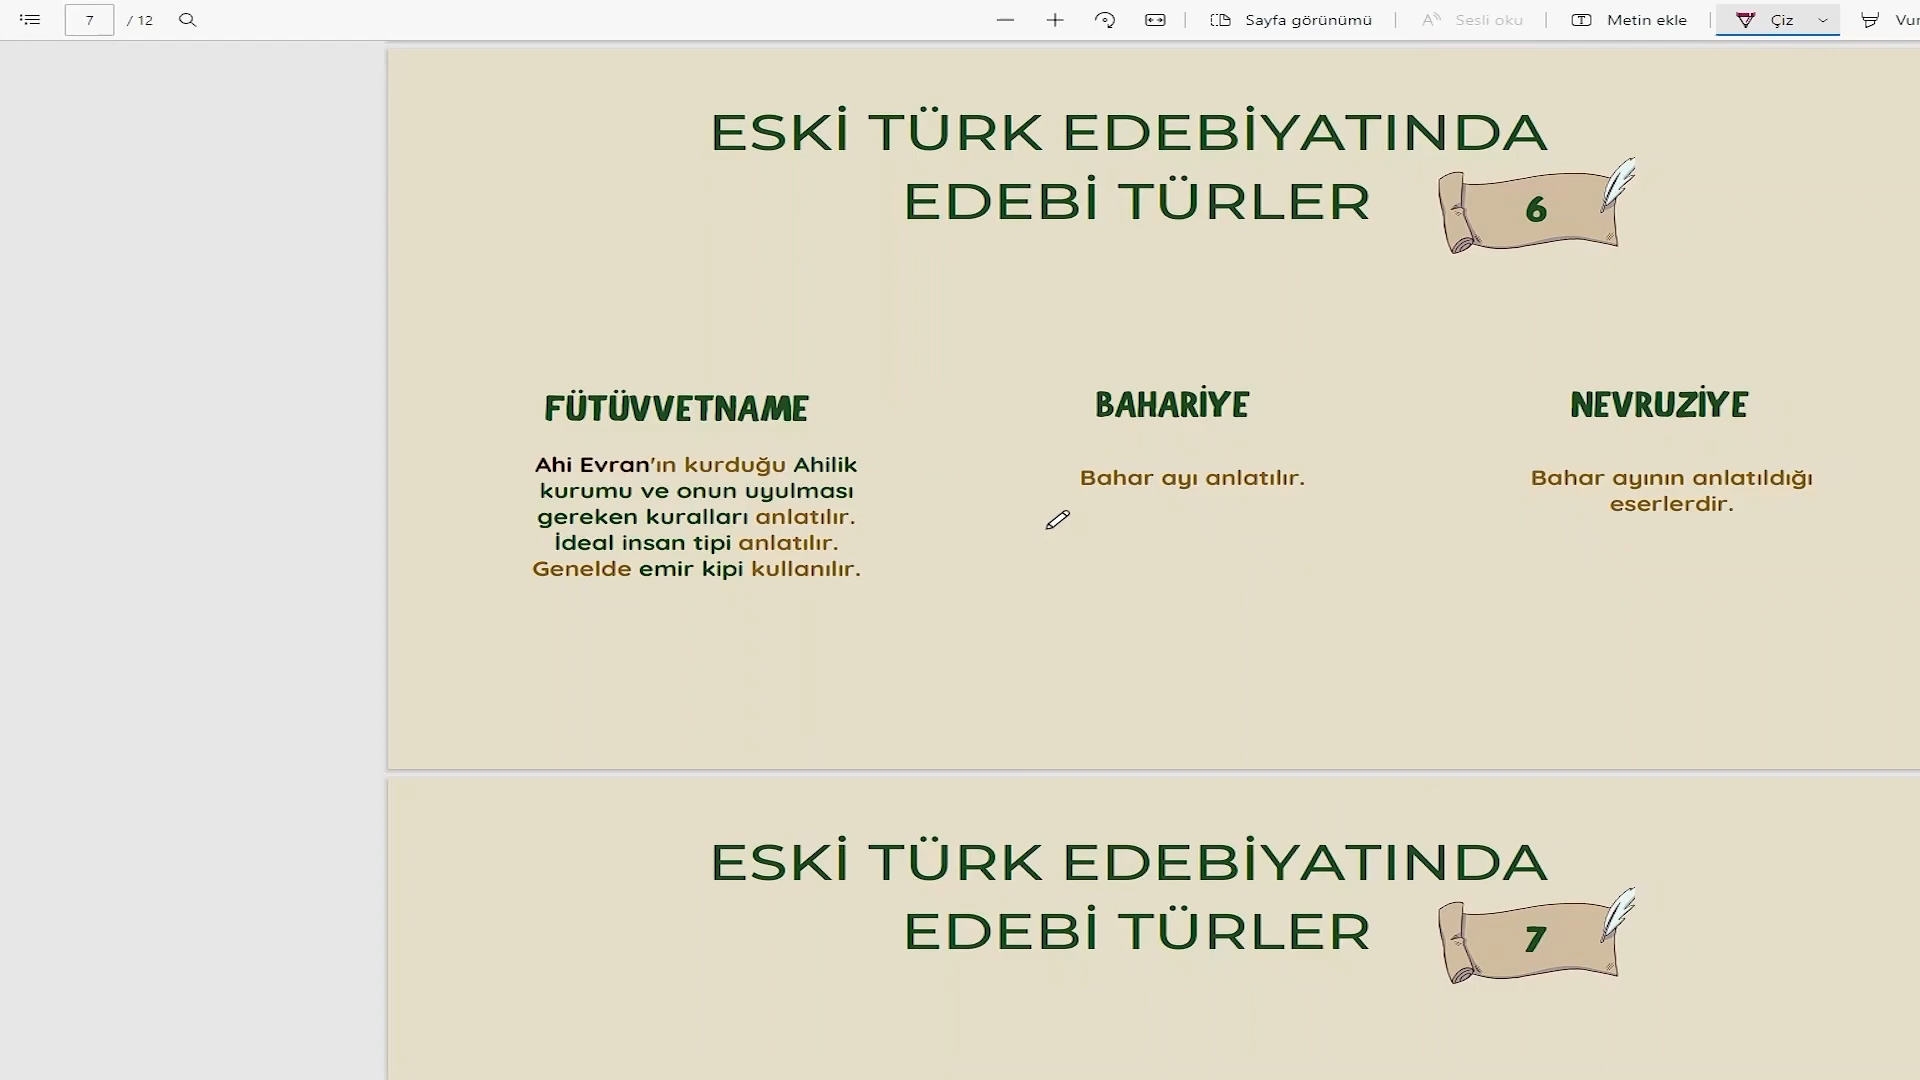 7 / 12 Sayfa görünümü Sesli oku Metin ekle Çiz
ESKİ TÜRK EDEBİYATINDA
EDEBİ TÜRLER
6
FÜTÜVVETNAME
Ahi Evran'ın kurduğu Ahilik
kurumu ve onun uyulması
gereken kuralları anlatılır.
İdeal insan tipi anlatılır.
Genelde emir kipi kullanılır.
BAHARİYE
Bahar ayı anlatılır.
NEVRUZİYE
Bahar ayının anlatıldığı
eserlerdir.
ESKİ TÜRK EDEBİYATINDA
EDEBİ TÜRLER
7